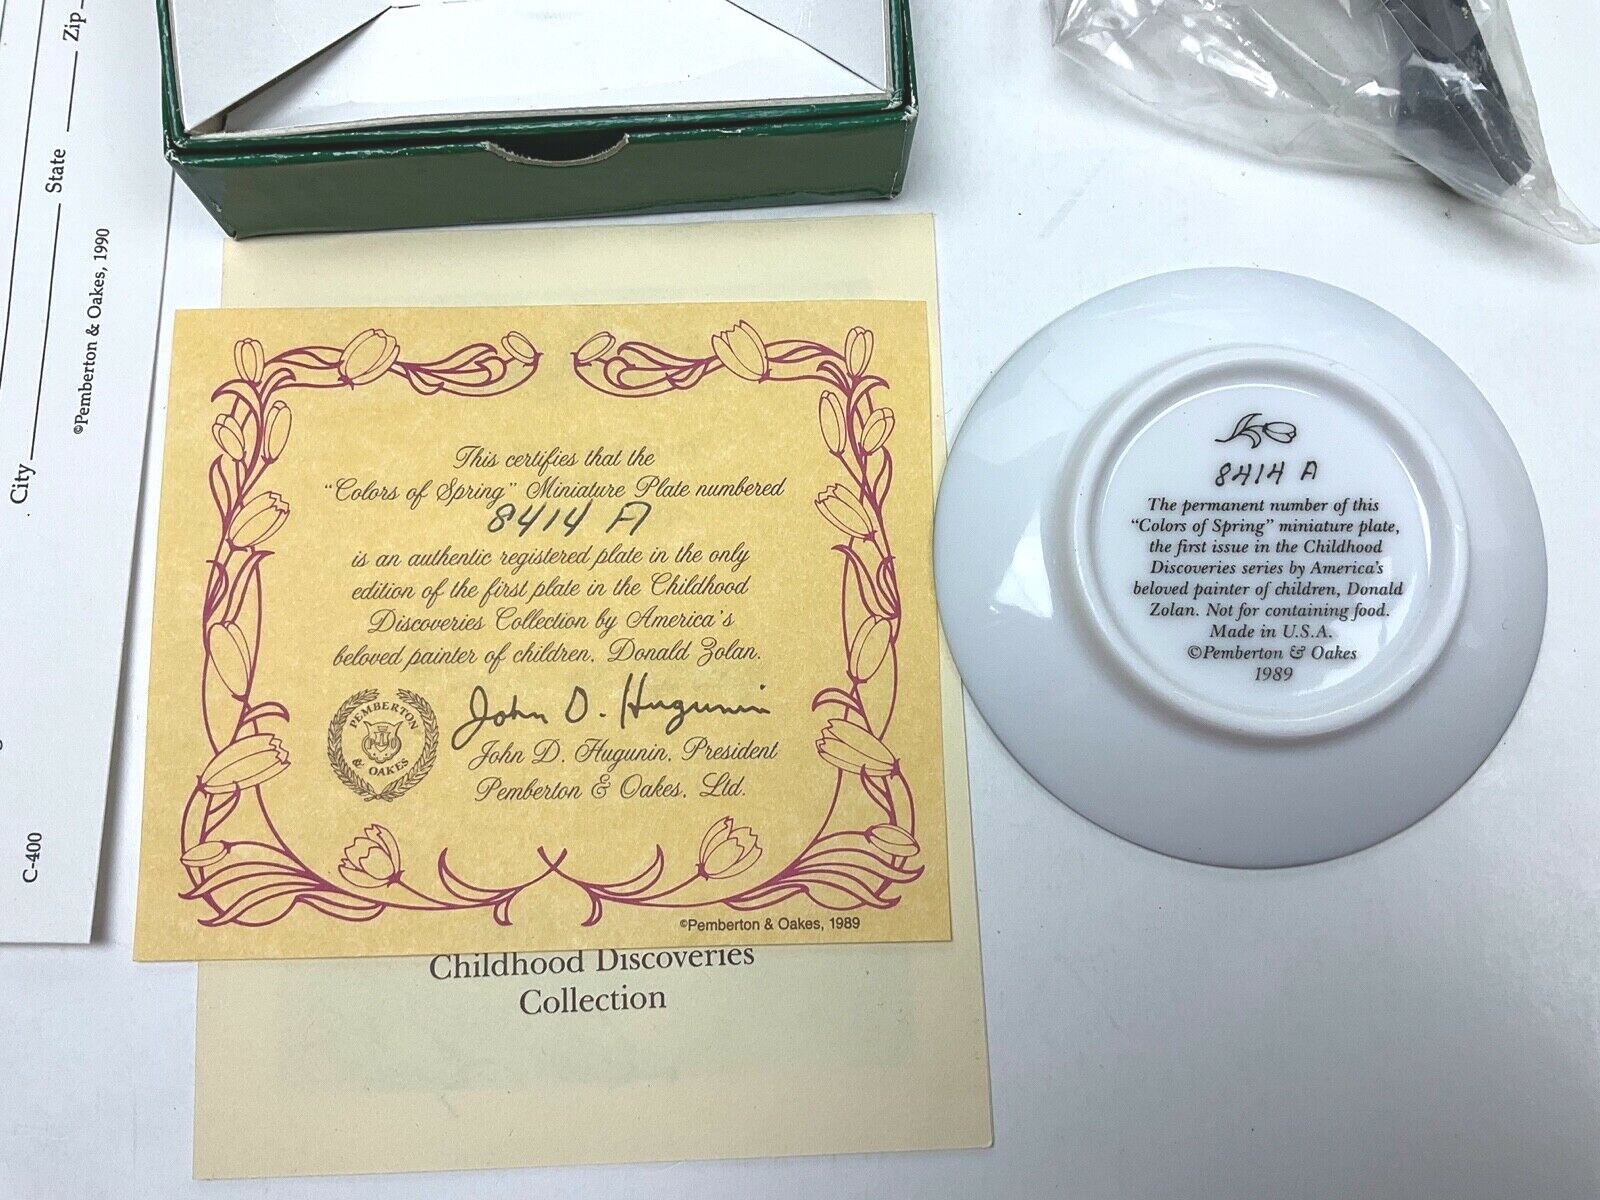 City
State
Zip
©Pemberton & Oakes, 1990
C-400
This certifies that the
"Colors of Spring" Miniature Plate numbered
8414 A
is an authentic registered plate in the only
edition of the first plate in the Childhood
Discoveries Collection by America's
beloved painter of children, Donald Zolan.
John D. Hugunin
John D. Hugunin, President
Pemberton & Oakes, Ltd.
PEMBERTON
& OAKES
©Pemberton & Oakes, 1989
Childhood Discoveries
Collection
8414 A
The permanent number of this
"Colors of Spring" miniature plate,
the first issue in the Childhood
Discoveries series by America's
beloved painter of children, Donald
Zolan. Not for containing food.
Made in U.S.A.
©Pemberton & Oakes
1989